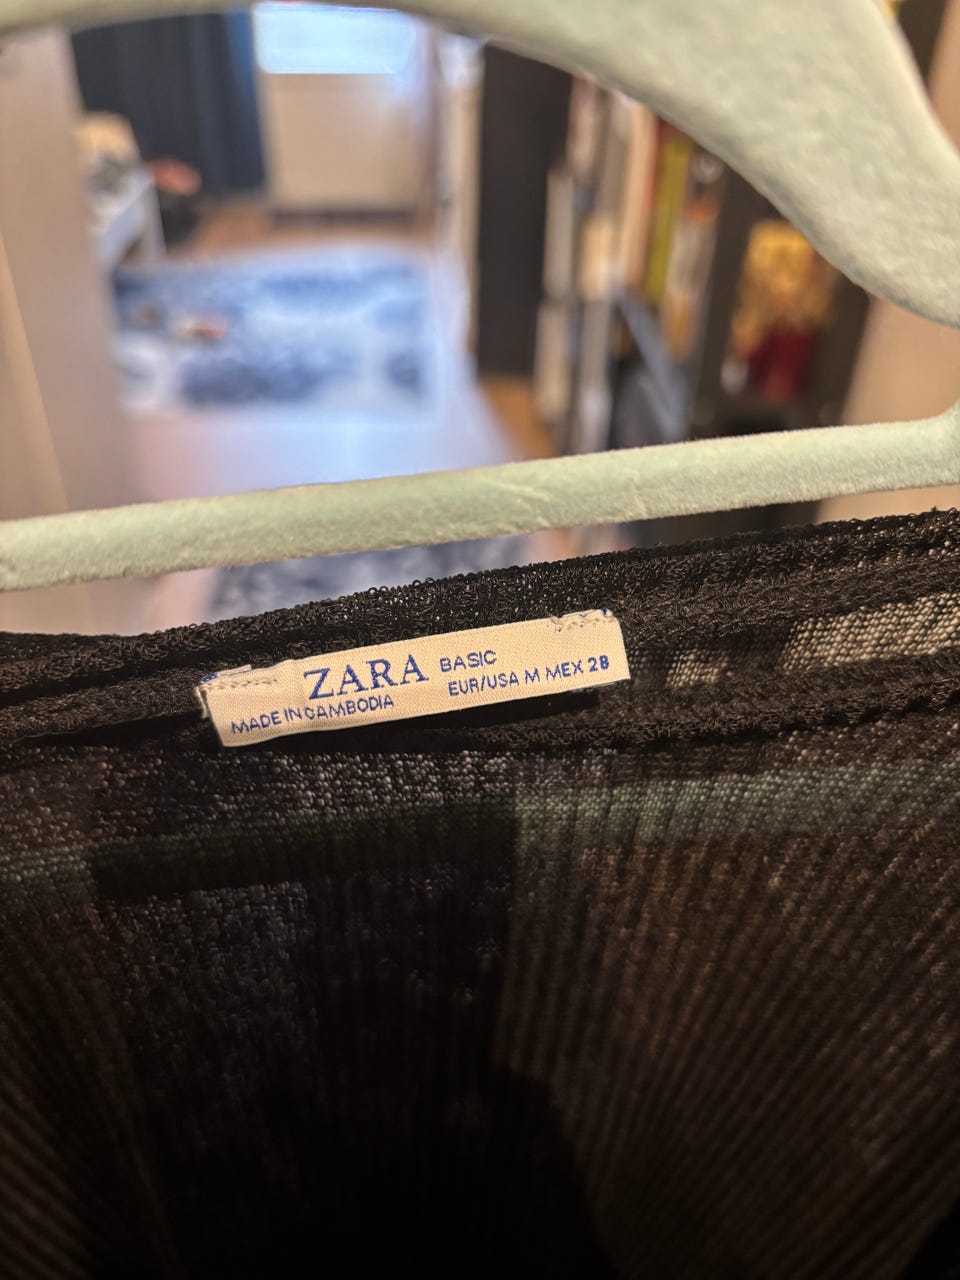 ZARA BASIC
MADE IN CAMBODIA EUR/USA M MEX 28